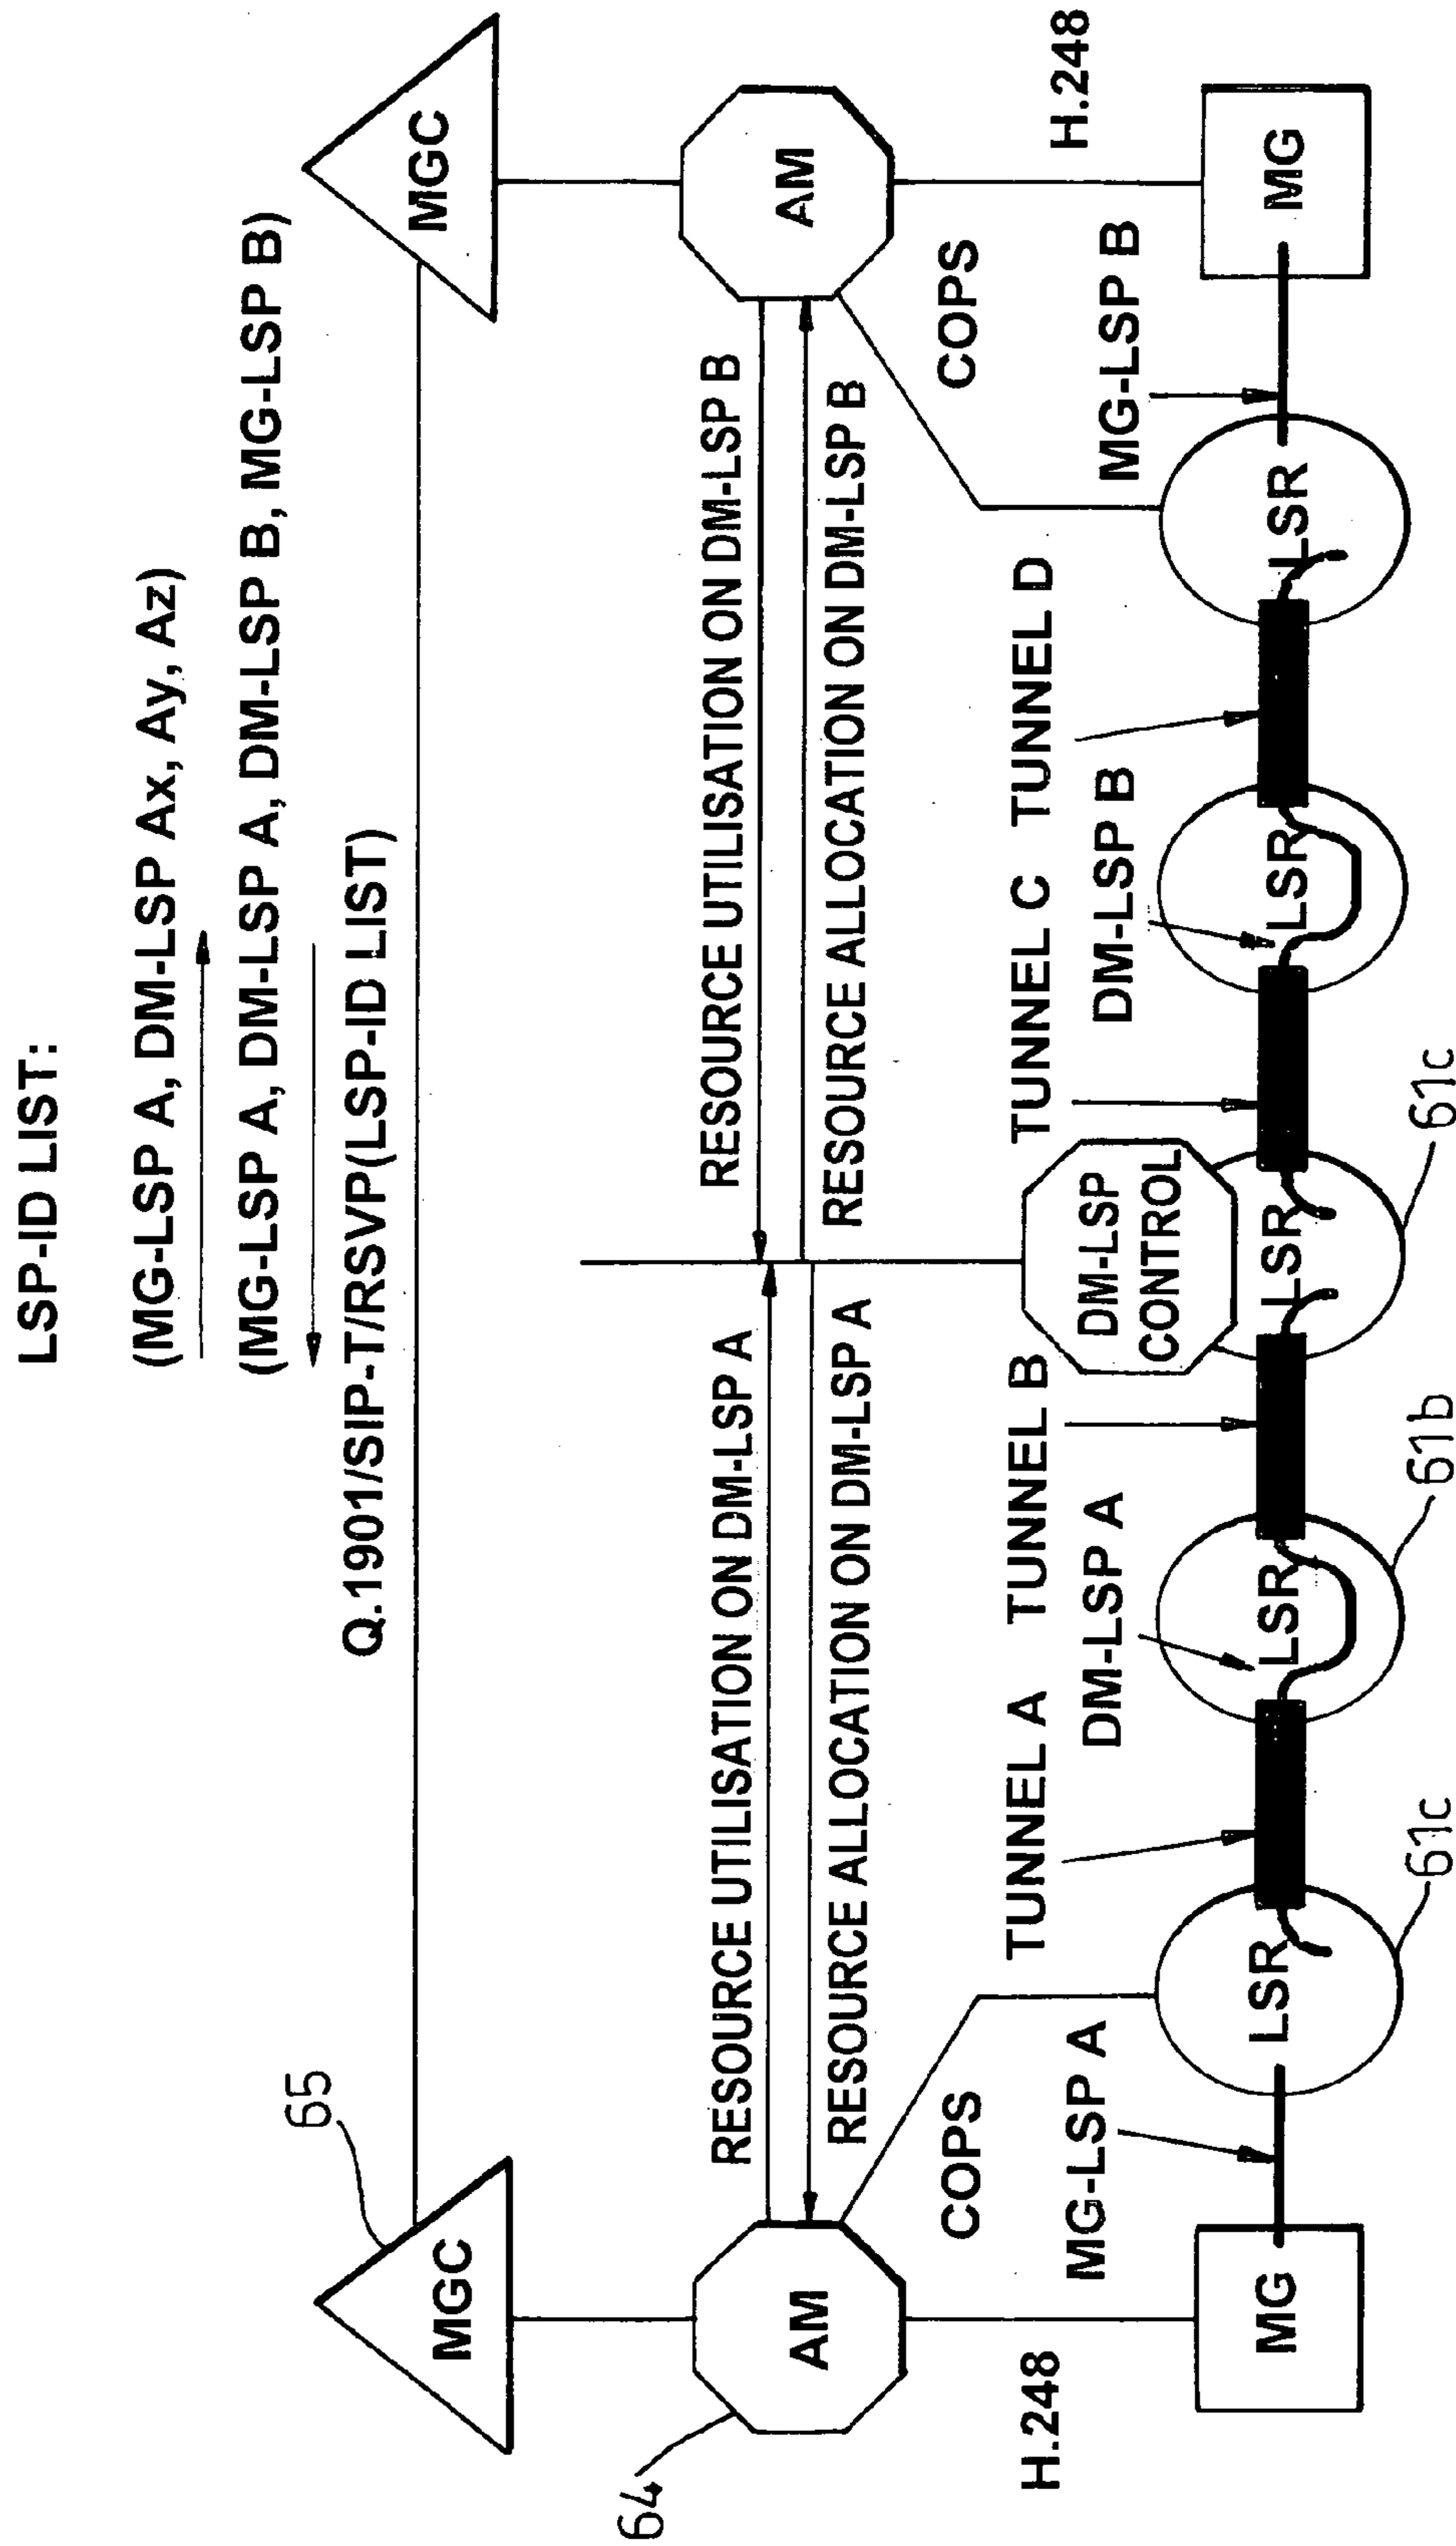 LSP-ID LIST:
(MG-LSP A, DM-LSP Ax, Ay, Az)
(MG-LSP A, DM-LSP A, DM-LSP B, MG-LSP B)
Q.1901/SIP-T/RSVP(LSP-ID LIST)
65
MGC
MGC
RESOURCE UTILISATION ON DM-LSP A
RESOURCE UTILISATION ON DM-LSP B
64
AM
AM
RESOURCE ALLOCATION ON DM-LSP A
RESOURCE ALLOCATION ON DM-LSP B
COPS
COPS
H.248
H.248
TUNNEL A
TUNNEL B
TUNNEL C
TUNNEL D
MG-LSP A
DM-LSP A
DM-LSP
CONTROL
DM-LSP B
MG-LSP B
MG
LSR
LSR
LSR
LSR
LSR
MG
61c
61b
61c